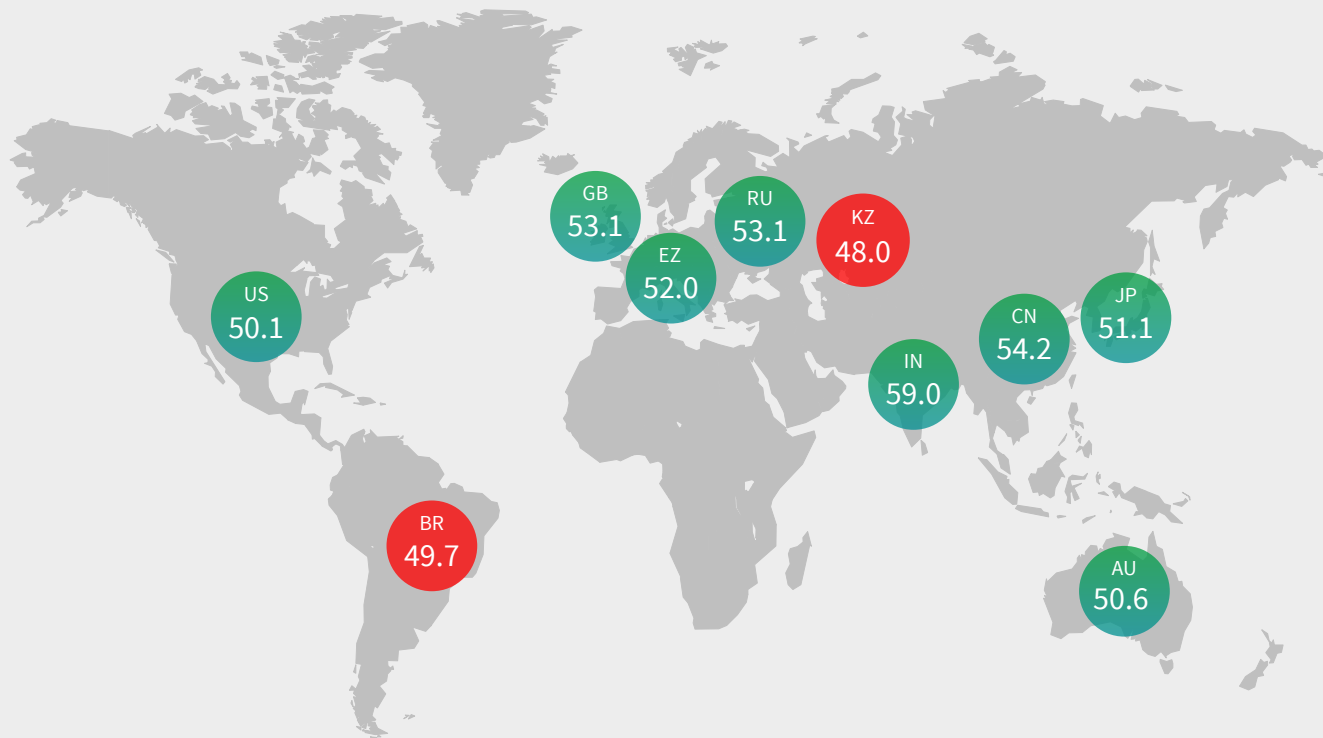 GB
53.1
RU
53.1
KZ
48.0
EZ
52.0
US
50.1
JP
51.1
CN
54.2
IN
59.0
BR
49.7
AU
50.6